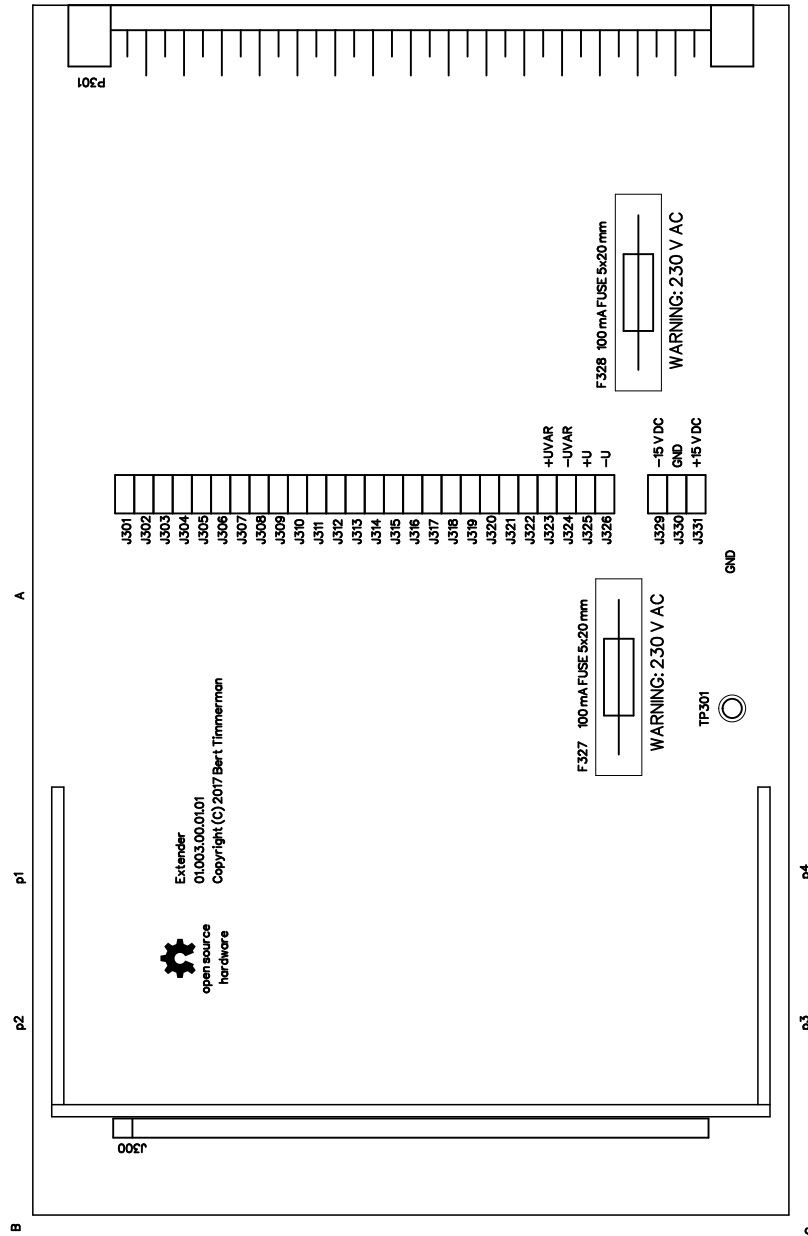 P301
F328 100 mA FUSE 5x20 mm
WARNING: 230 V AC
+UVAR
-UVAR
+U
-U
-15 V DC
GND
+15 V DC
J301
J302
J303
J304
J305
J306
J307
J308
J309
J310
J311
J312
J313
J314
J315
J316
J317
J318
J319
J320
J321
J322
J323
J324
J325
J326
J329
J330
J331
GND
A
F327 100 mA FUSE 5x20 mm
WARNING: 230 V AC
TP301
Extender
01.003.00.01.01
Copyright (C) 2017 Bert Timmerman
p1
p4
open source
hardware
p2
p3
J300
B